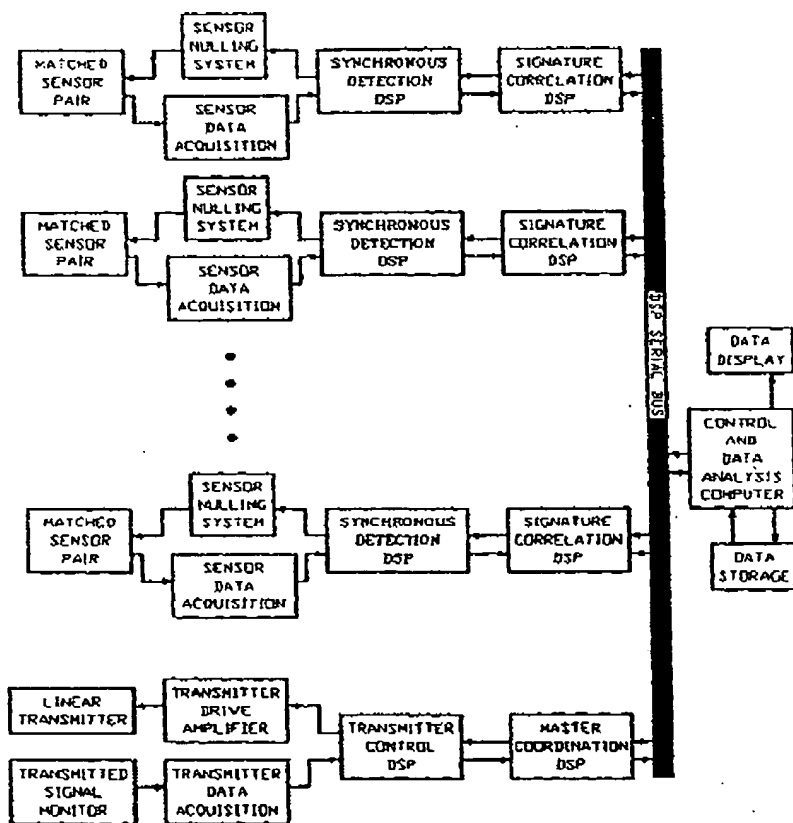 SENSOR
NULLING
SYSTEM
MATCHED
SENSOR
PAIR
SENSOR
DATA
ACQUISITION
SYNCHRONOUS
DETECTION
DSP
SIGNATURE
CORRELATION
DSP
SENSOR
NULLING
SYSTEM
MATCHED
SENSOR
PAIR
SENSOR
DATA
ACQUISITION
SYNCHRONOUS
DETECTION
DSP
SIGNATURE
CORRELATION
DSP
DSP SERIAL BUS
DATA
DISPLAY
CONTROL
AND
DATA
ANALYSIS
COMPUTER
DATA
STORAGE
SENSOR
NULLING
SYSTEM
MATCHED
SENSOR
PAIR
SENSOR
DATA
ACQUISITION
SYNCHRONOUS
DETECTION
DSP
SIGNATURE
CORRELATION
DSP
LINEAR
TRANSMITTER
TRANSMITTER
DRIVE
AMPLIFIER
TRANSMITTED
SIGNAL
MONITOR
TRANSMITTER
DATA
ACQUISITION
TRANSMITTER
CONTROL
DSP
MASTER
COORDINATION
DSP